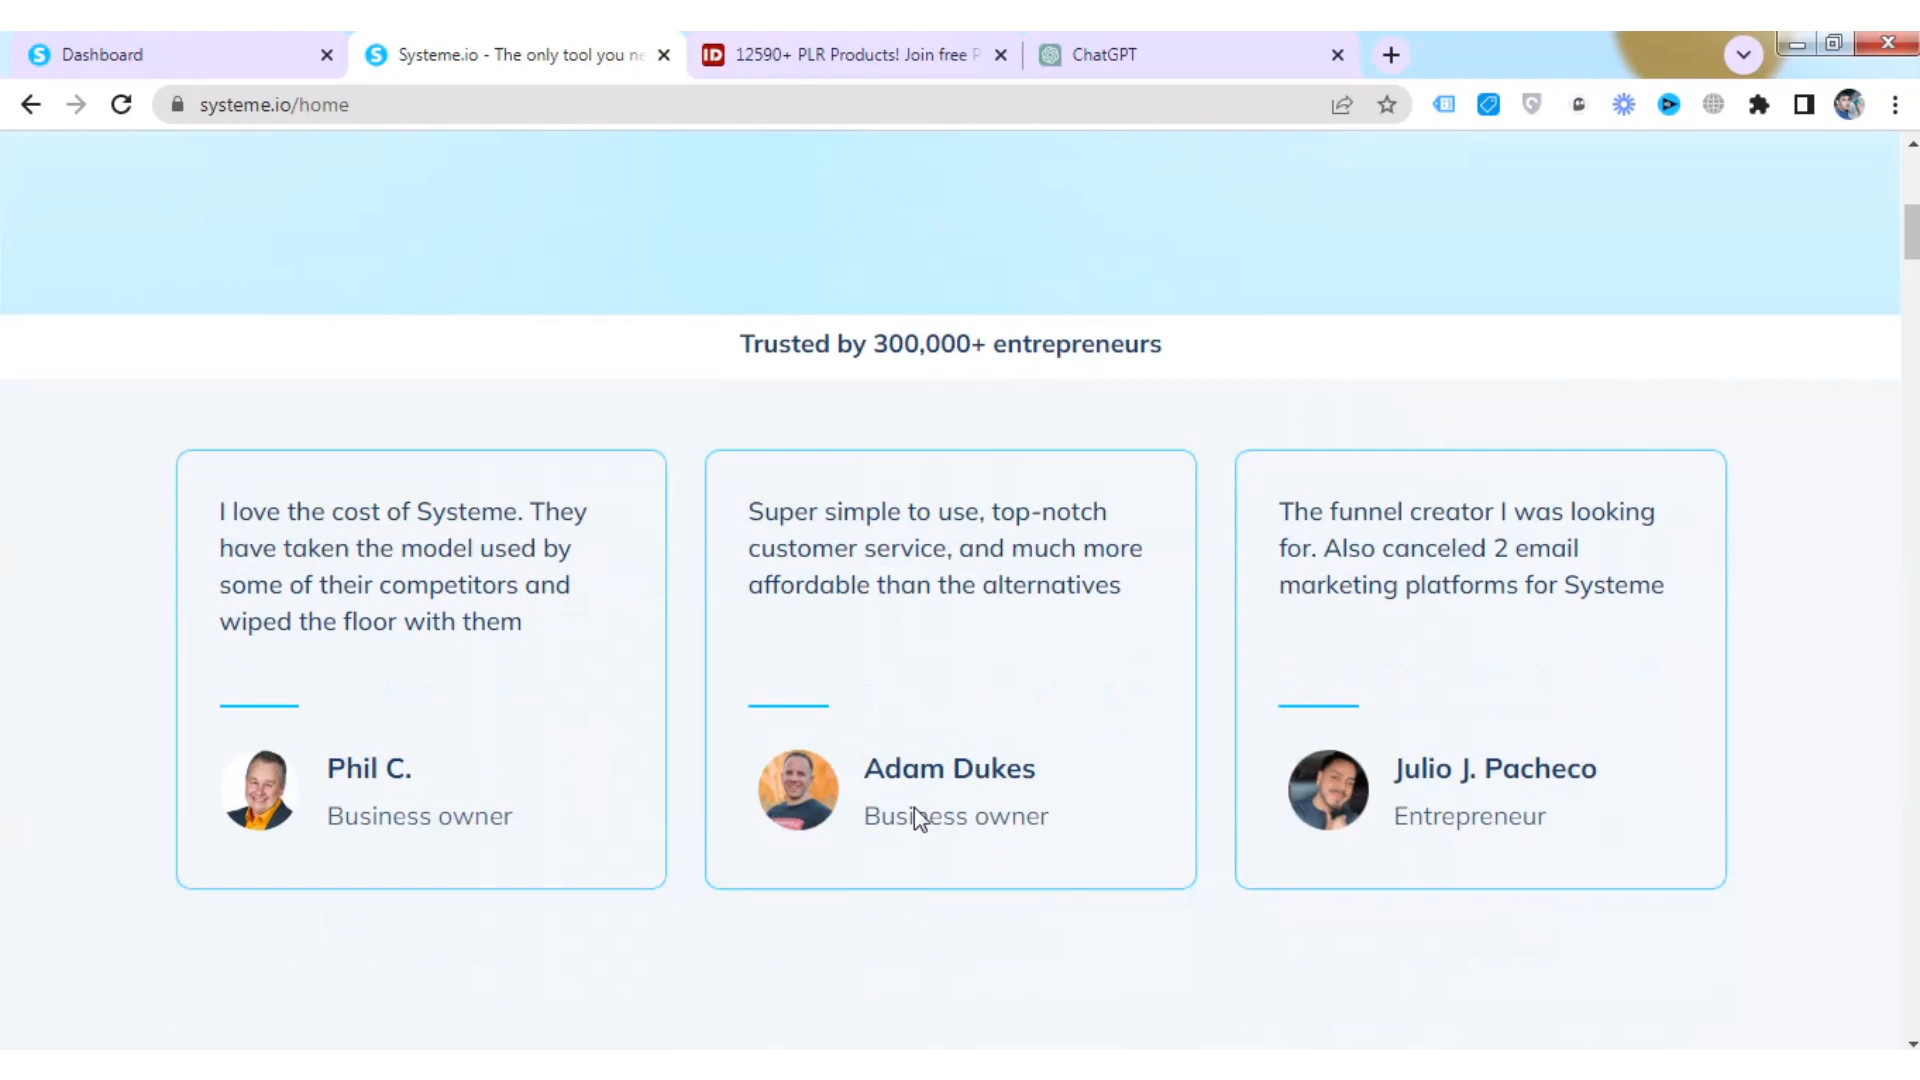 Dashboard
Systeme.io - The only tool you ne
12590+ PLR Products! Join free P
ChatGPT
systeme.io/home
Trusted by 300,000+ entrepreneurs
I love the cost of Systeme. They
have taken the model used by
some of their competitors and
wiped the floor with them
Phil C.
Business owner
Super simple to use, top-notch
customer service, and much more
affordable than the alternatives
Adam Dukes
Business owner
The funnel creator I was looking
for. Also canceled 2 email
marketing platforms for Systeme
Julio J. Pacheco
Entrepreneur